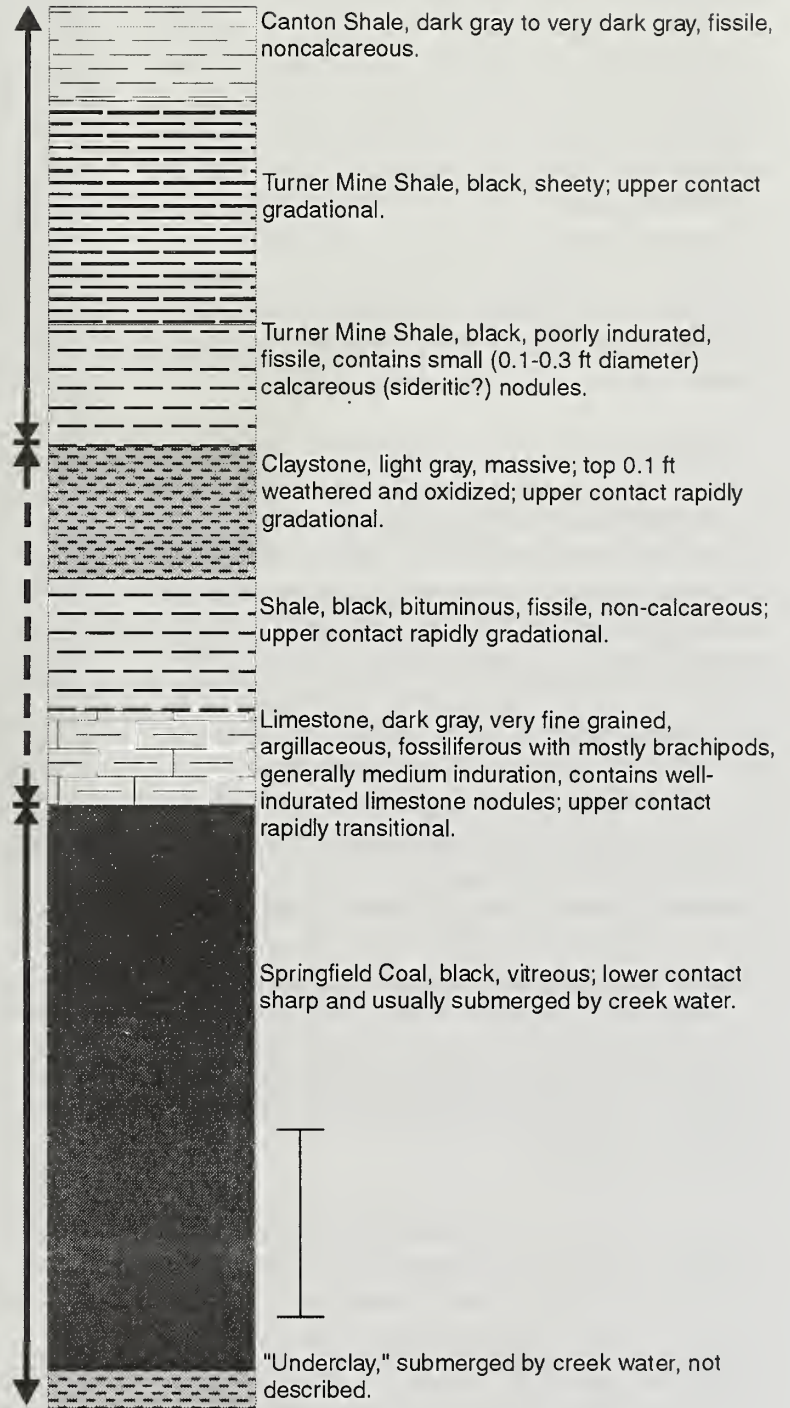 Canton Shale, dark gray to very dark gray, fissile,
noncalcareous.
Turner Mine Shale, black, sheety; upper contact
gradational.
Turner Mine Shale, black, poorly indurated,
fissile, contains small (0.1-0.3 ft diameter)
calcareous (sideritic?) nodules.
Claystone, light gray, massive; top 0.1 ft
weathered and oxidized; upper contact rapidly
gradational.
Shale, black, bituminous, fissile, non-calcareous;
upper contact rapidly gradational.
Limestone, dark gray, very fine grained,
argillaceous, fossiliferous with mostly brachipods,
generally medium induration, contains well-
indurated limestone nodules; upper contact
rapidly transitional.
Springfield Coal, black, vitreous; lower contact
sharp and usually submerged by creek water.
"Underclay," submerged by creek water, not
described.